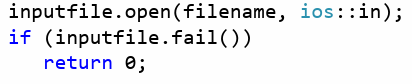 inputfile.open(filename, ios::in);
if (inputfile.fail())
   return 0;